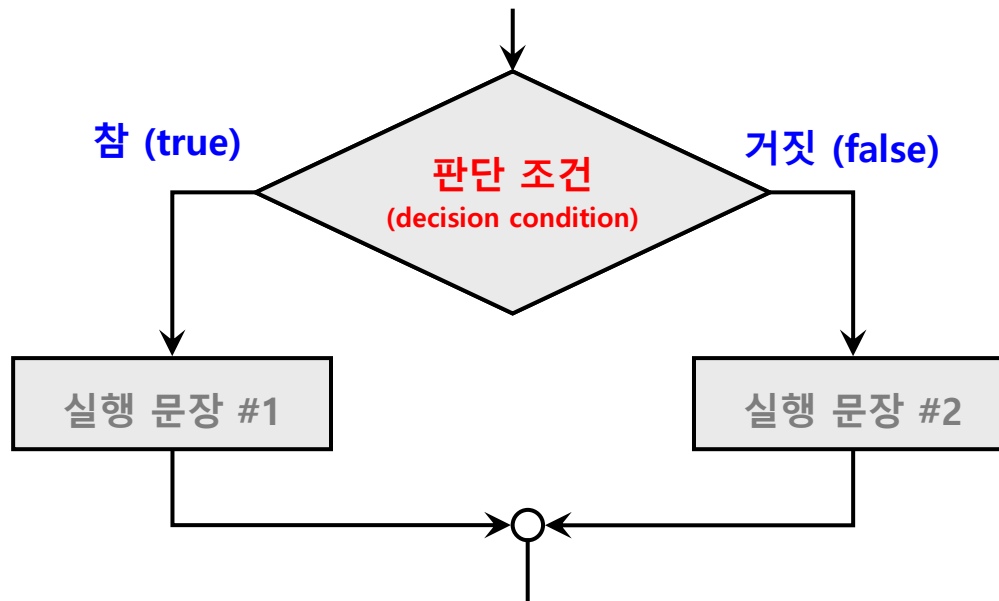 참 (true)
거짓 (false)
판단 조건
(decision condition)
실행 문장 #1
실행 문장 #2